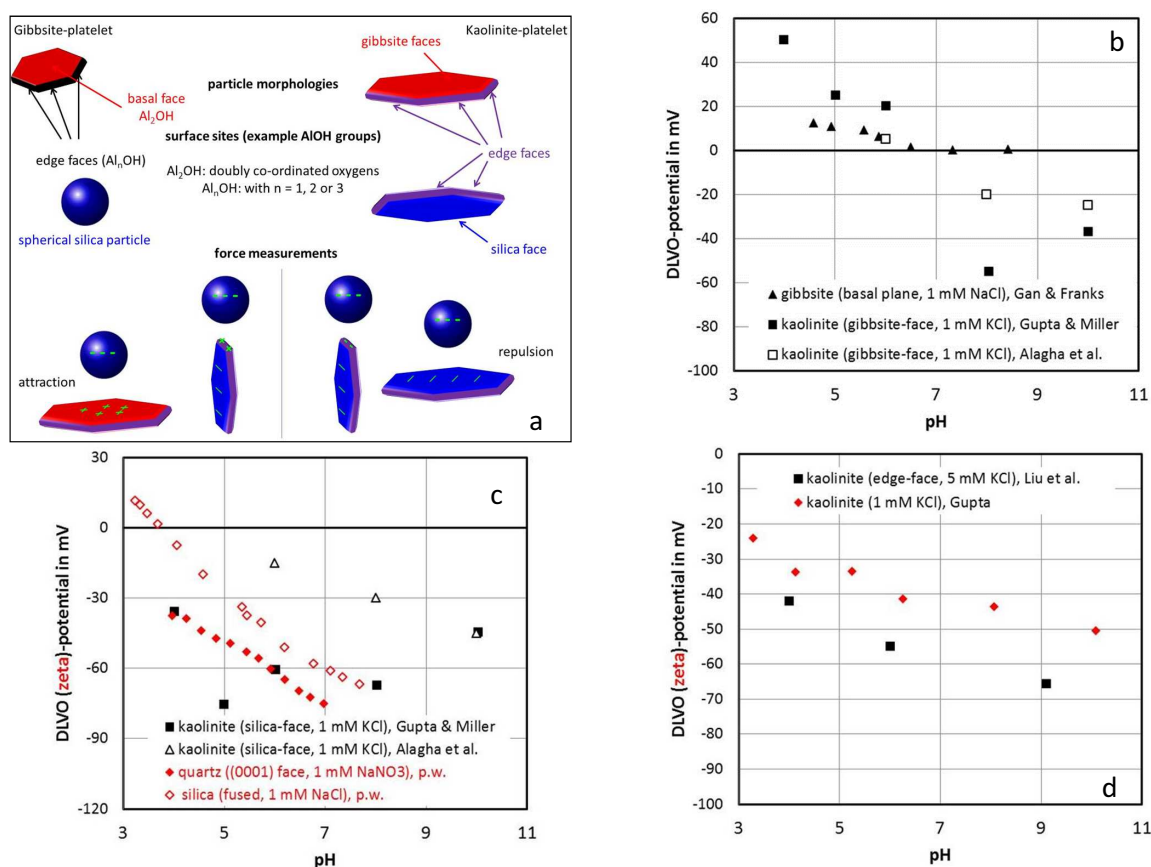 Gibbsite-platelet
Kaolinite-platelet
gibbsite faces
particle morphologies
basal face
Al2OH
surface sites (example AlOH groups)
edge faces (AlnOH)
edge faces
Al2OH: doubly co-ordinated oxygens
AlnOH: with n = 1, 2 or 3
spherical silica particle
silica face
force measurements
attraction
repulsion
a
b
DLVO-potential in mV
60
40
20
0
-20
-40
-60
-80
-100
gibbsite (basal plane, 1 mM NaCl), Gan & Franks
kaolinite (gibbsite-face, 1 mM KCl), Gupta & Miller
kaolinite (gibbsite-face, 1 mM KCl), Alagha et al.
3 5 7 9 11
pH
c
DLVO (zeta)-potential in mV
30
0
-30
-60
-90
-120
kaolinite (silica-face, 1 mM KCl), Gupta & Miller
kaolinite (silica-face, 1 mM KCl), Alagha et al.
quartz ((0001) face, 1 mM NaNO3), p.w.
silica (fused, 1 mM NaCl), p.w.
3 5 7 9 11
pH
DLVO (zeta)-potential in mV
0
-10
-20
-30
-40
-50
-60
-70
-80
-90
-100
kaolinite (edge-face, 5 mM KCl), Liu et al.
kaolinite (1 mM KCl), Gupta
d
3 5 7 9 11
pH